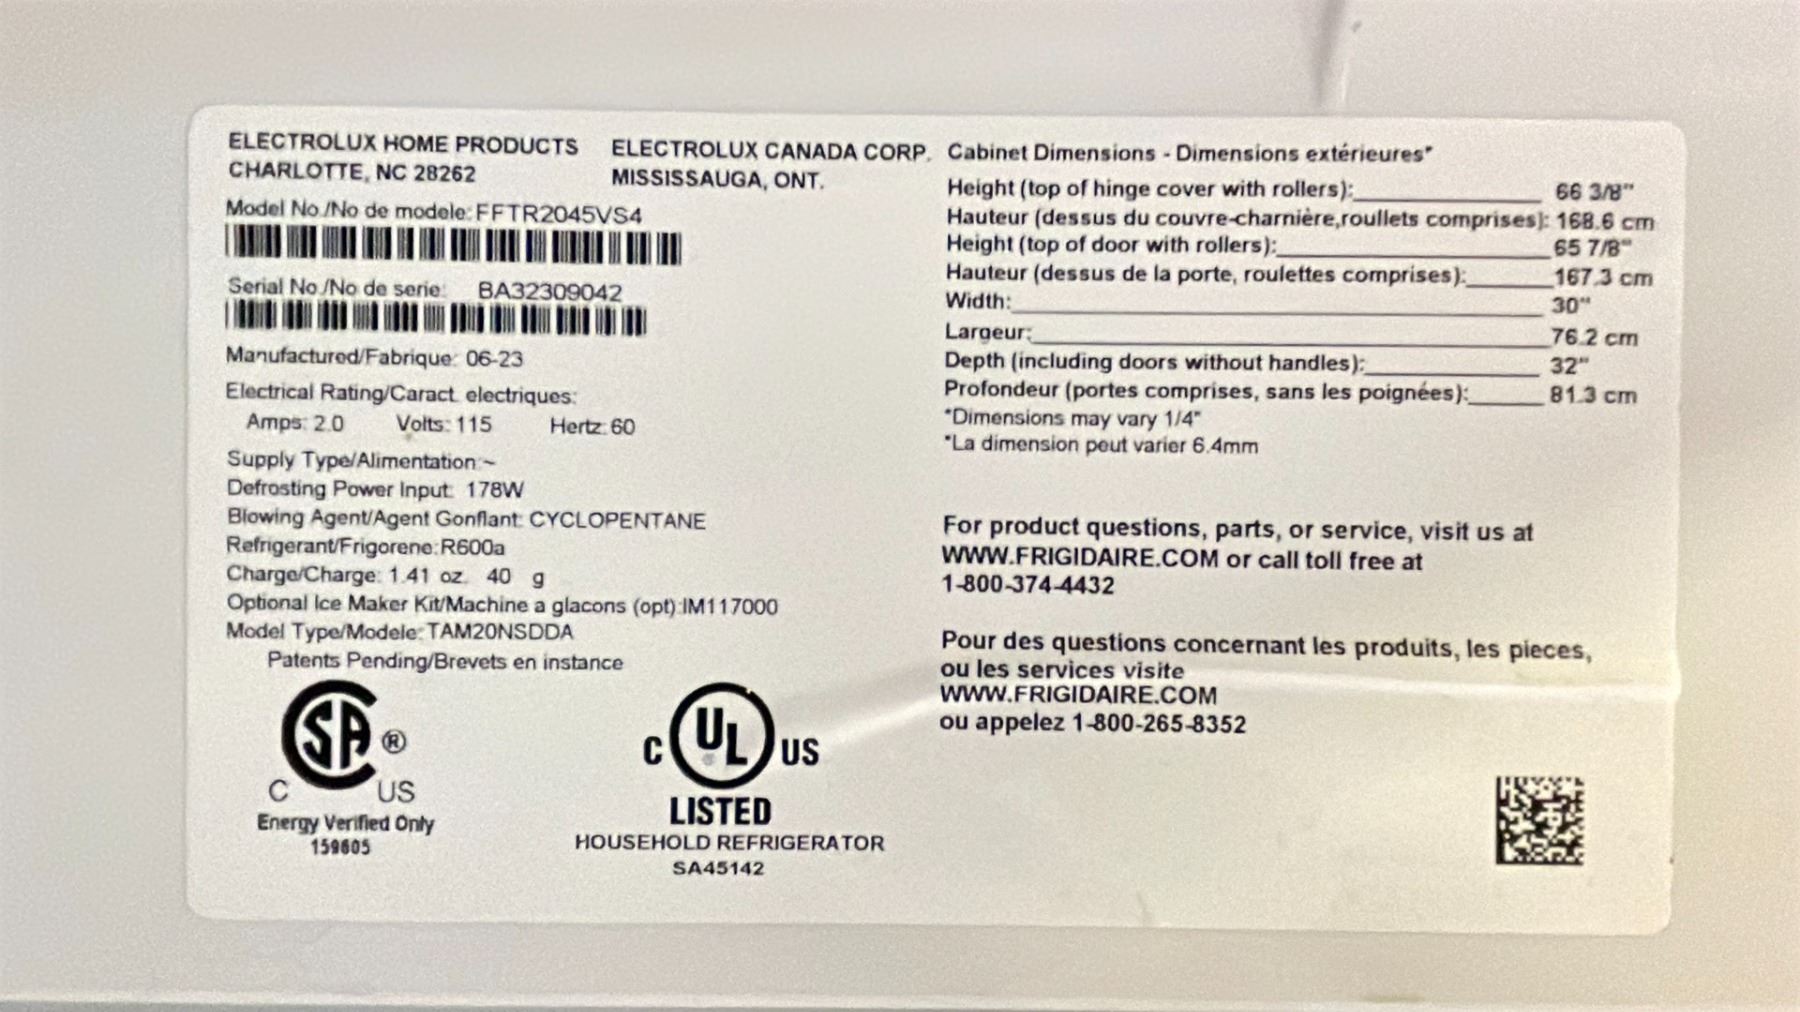 ELECTROLUX HOME PRODUCTS
CHARLOTTE, NC 28262
ELECTROLUX CANADA CORP.
MISSISSAUGA, ONT.
Model No./No de modele: FFTR2045VS4
Serial No./No de serie: BA32309042
Manufactured/Fabrique: 06-23
Electrical Rating/Caract. electriques:
Amps: 2.0 Volts: 115 Hertz: 60
Supply Type/Alimentation: ~
Defrosting Power Input: 178W
Blowing Agent/Agent Gonflant: CYCLOPENTANE
Refrigerant/Frigorene: R600a
Charge/Charge: 1.41 oz. 40 g
Optional Ice Maker Kit/Machine a glacons (opt): IM117000
Model Type/Modele: TAM20NSDDA
Patents Pending/Brevets en instance
SA ®
C US
Energy Verified Only
159605
C UL US
LISTED
HOUSEHOLD REFRIGERATOR
SA45142
Cabinet Dimensions - Dimensions extérieures*
Height (top of hinge cover with rollers): 66 3/8"
Hauteur (dessus du couvre-charnière,roullets comprises): 168.6 cm
Height (top of door with rollers): 65 7/8"
Hauteur (dessus de la porte, roulettes comprises): 167.3 cm
Width: 30"
Largeur: 76.2 cm
Depth (including doors without handles): 32"
Profondeur (portes comprises, sans les poignées): 81.3 cm
*Dimensions may vary 1/4"
*La dimension peut varier 6.4mm
For product questions, parts, or service, visit us at
WWW.FRIGIDAIRE.COM or call toll free at
1-800-374-4432
Pour des questions concernant les produits, les pieces,
ou les services visite
WWW.FRIGIDAIRE.COM
ou appelez 1-800-265-8352